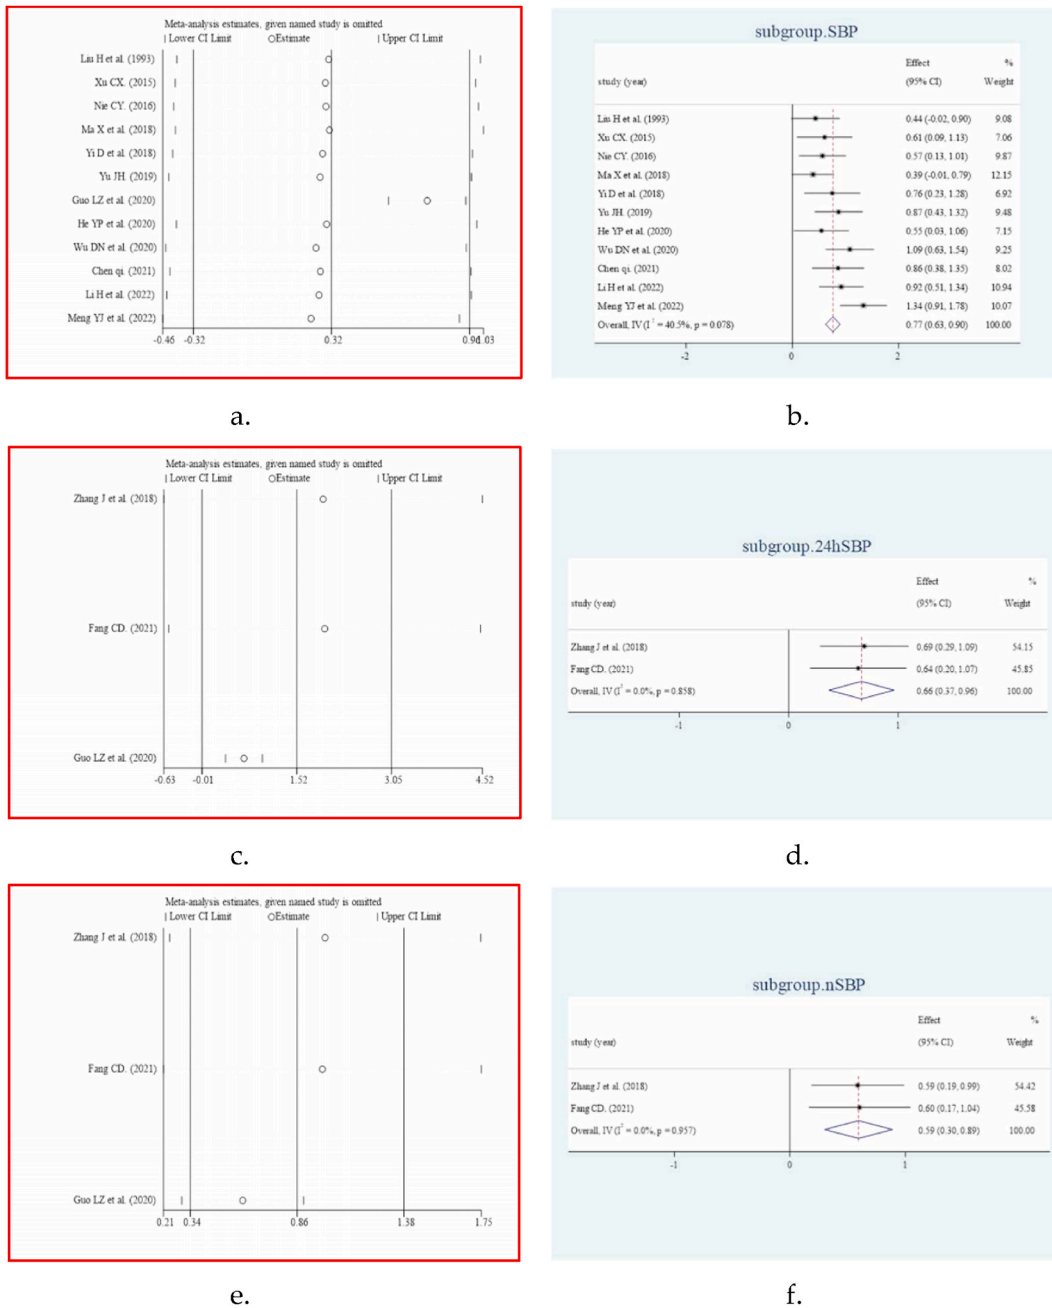 Meta-analysis estimates, given named study is omitted
| Lower CI Limit ○Estimate | Upper CI Limit
Liu H et al. (1993)
Xu CX. (2015)
Nie CY. (2016)
Ma X et al. (2018)
Yi D et al. (2018)
Yu JH. (2019)
Guo LZ et al. (2020)
He YP et al. (2020)
Wu DN et al. (2020)
Chen qi. (2021)
Li H et al. (2022)
Meng YJ et al. (2022)
-0.46 -0.32 0.32 0.96 1.03
a.
subgroup.SBP
Effect %
study (year) (95% CI) Weight
Liu H et al. (1993) 0.44 (-0.02, 0.90) 9.08
Xu CX. (2015) 0.61 (0.09, 1.13) 7.06
Nie CY. (2016) 0.57 (0.13, 1.01) 9.87
Ma X et al. (2018) 0.39 (-0.01, 0.79) 12.15
Yi D et al. (2018) 0.76 (0.23, 1.28) 6.92
Yu JH. (2019) 0.87 (0.43, 1.32) 9.48
He YP et al. (2020) 0.55 (0.03, 1.06) 7.15
Wu DN et al. (2020) 1.09 (0.63, 1.54) 9.25
Chen qi. (2021) 0.86 (0.38, 1.35) 8.02
Li H et al. (2022) 0.92 (0.51, 1.34) 10.94
Meng YJ et al. (2022) 1.34 (0.91, 1.78) 10.07
Overall, IV (I² = 40.5%, p = 0.078) 0.77 (0.63, 0.90) 100.00
-2 0 2
b.
Meta-analysis estimates, given named study is omitted
| Lower CI Limit ○Estimate | Upper CI Limit
Zhang J et al. (2018)
Fang CD. (2021)
Guo LZ et al. (2020)
-0.63 -0.01 1.52 3.05 4.52
c.
subgroup.24hSBP
Effect %
study (year) (95% CI) Weight
Zhang J et al. (2018) 0.69 (0.29, 1.09) 54.15
Fang CD. (2021) 0.64 (0.20, 1.07) 45.85
Overall, IV (I² = 0.0%, p = 0.858) 0.66 (0.37, 0.96) 100.00
-1 0 1
d.
Meta-analysis estimates, given named study is omitted
| Lower CI Limit ○Estimate | Upper CI Limit
Zhang J et al. (2018)
Fang CD. (2021)
Guo LZ et al. (2020)
0.21 0.34 0.86 1.38 1.75
e.
subgroup.nSBP
Effect %
study (year) (95% CI) Weight
Zhang J et al. (2018) 0.59 (0.19, 0.99) 54.42
Fang CD. (2021) 0.60 (0.17, 1.04) 45.58
Overall, IV (I² = 0.0%, p = 0.957) 0.59 (0.30, 0.89) 100.00
-1 0 1
f.